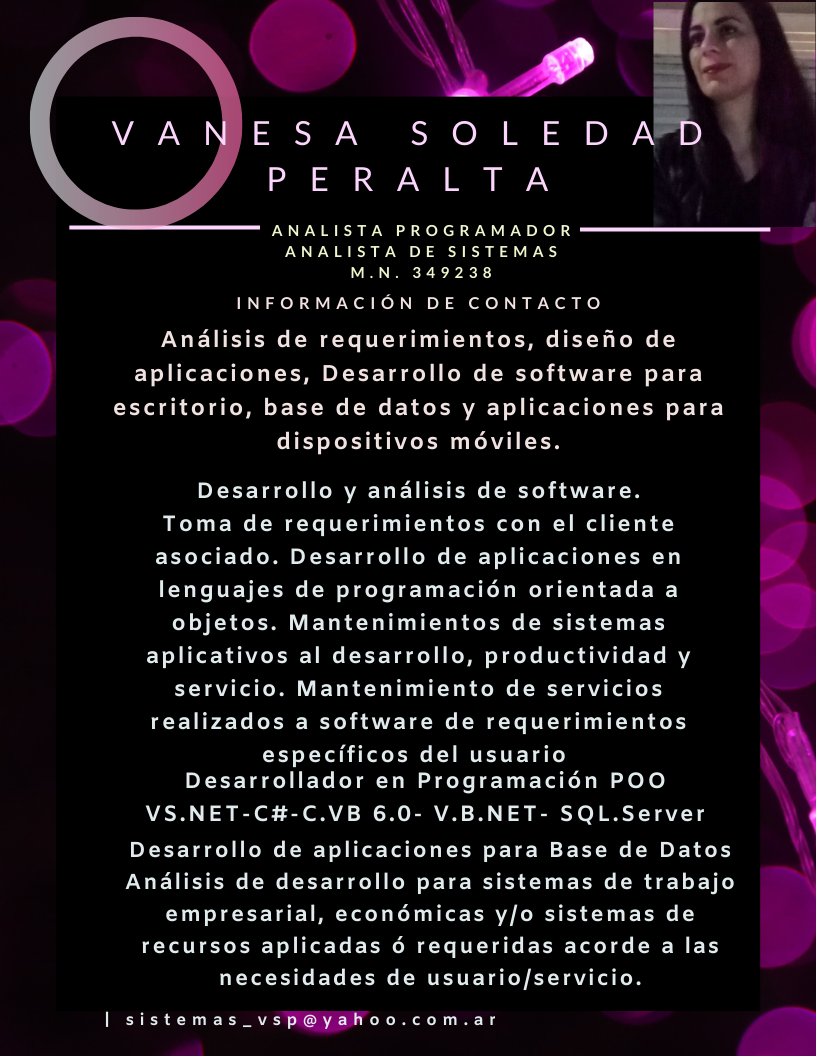 VANESA SOLEDAD
PERALTA
ANALISTA PROGRAMADOR
ANALISTA DE SISTEMAS
M.N. 349238
INFORMACIÓN DE CONTACTO
Análisis de requerimientos, diseño de
aplicaciones, Desarrollo de software para
escritorio, base de datos y aplicaciones para
dispositivos móviles.
Desarrollo y análisis de software.
Toma de requerimientos con el cliente
asociado. Desarrollo de aplicaciones en
lenguajes de programación orientada a
objetos. Mantenimientos de sistemas
aplicativos al desarrollo, productividad y
servicio. Mantenimiento de servicios
realizados a software de requerimientos
específicos del usuario
Desarrollador en Programación POO
VS.NET-C#-C.VB 6.0- V.B.NET- SQL.Server
Desarrollo de aplicaciones para Base de Datos
Análisis de desarrollo para sistemas de trabajo
empresarial, económicas y/o sistemas de
recursos aplicadas ó requeridas acorde a las
necesidades de usuario/servicio.
| sistemas_vsp@yahoo.com.ar